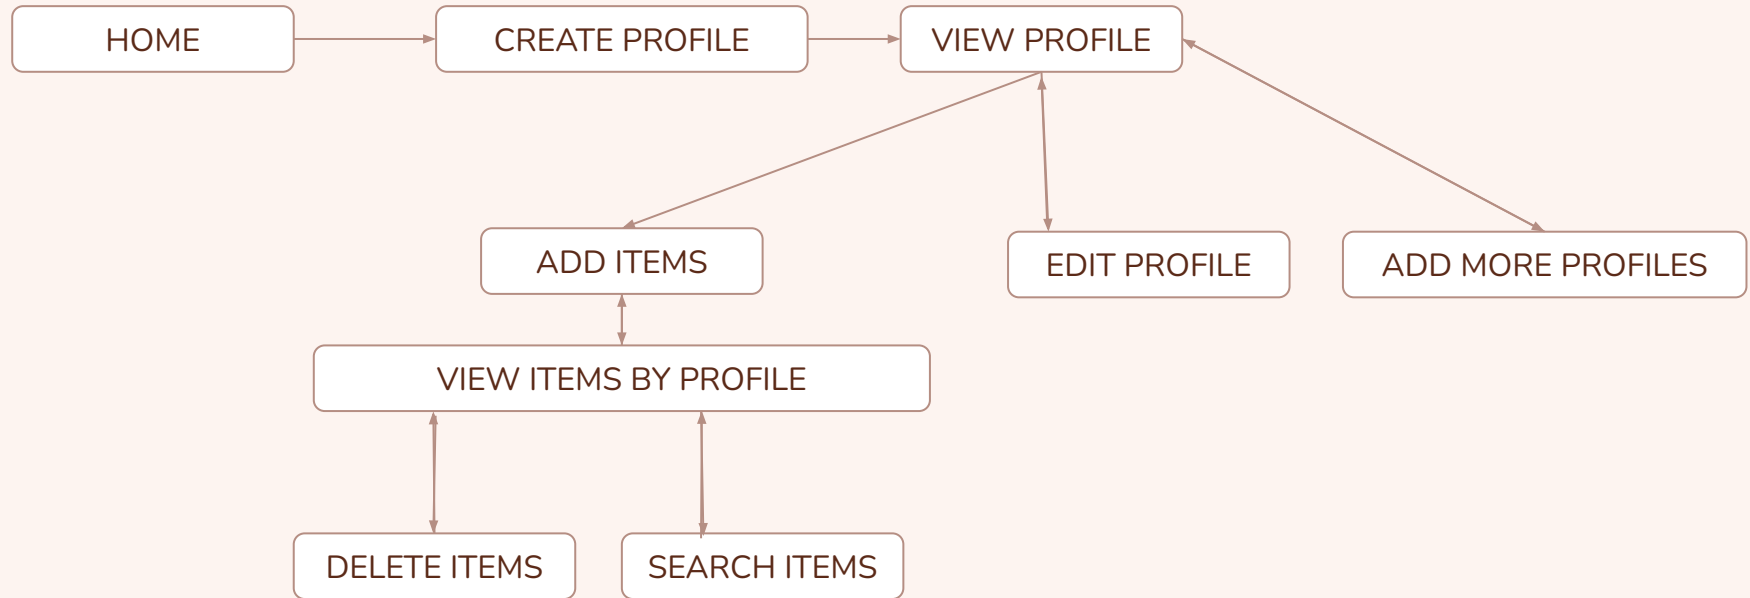 HOME
CREATE PROFILE
VIEW PROFILE
ADD ITEMS
EDIT PROFILE
ADD MORE PROFILES
VIEW ITEMS BY PROFILE
DELETE ITEMS
SEARCH ITEMS